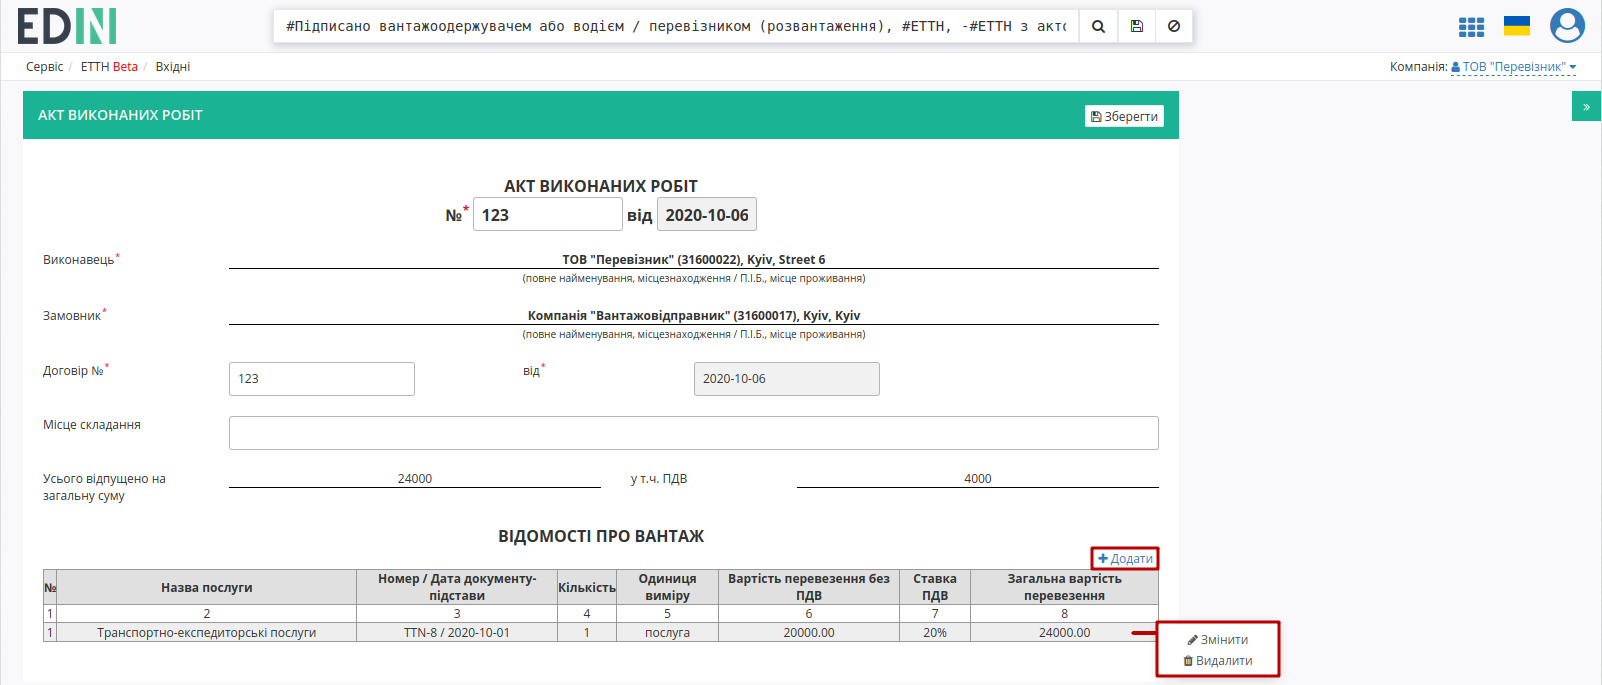 EDIN
#Підписано вантажоодержувачем або водієм / перевізником (розвантаження), #ЕТТН, -#ЕТТН з акт
Сервіс / ЕТТН Beta / Вхідні
Компанія: ТОВ "Перевізник"
АКТ ВИКОНАНИХ РОБІТ
Зберегти
»
АКТ ВИКОНАНИХ РОБІТ
№* 123 від 2020-10-06
Виконавець*
ТОВ "Перевізник" (31600022), Kyiv, Street 6
(повне найменування, місцезнаходження / П.І.Б., місце проживання)
Замовник*
Компанія "Вантажовідправник" (31600017), Kyiv, Kyiv
(повне найменування, місцезнаходження / П.І.Б., місце проживання)
Договір №* 123 від* 2020-10-06
Місце складання
Усього відпущено на загальну суму 24000 у т.ч. ПДВ 4000
ВІДОМОСТІ ПРО ВАНТАЖ
Додати
№ Назва послуги Номер / Дата документу-підстави Кількість Одиниця виміру Вартість перевезення без ПДВ Ставка ПДВ Загальна вартість перевезення
1 2 3 4 5 6 7 8
1 Транспортно-експедиторські послуги TTN-8 / 2020-10-01 1 послуга 20000.00 20% 24000.00
Змінити
Видалити